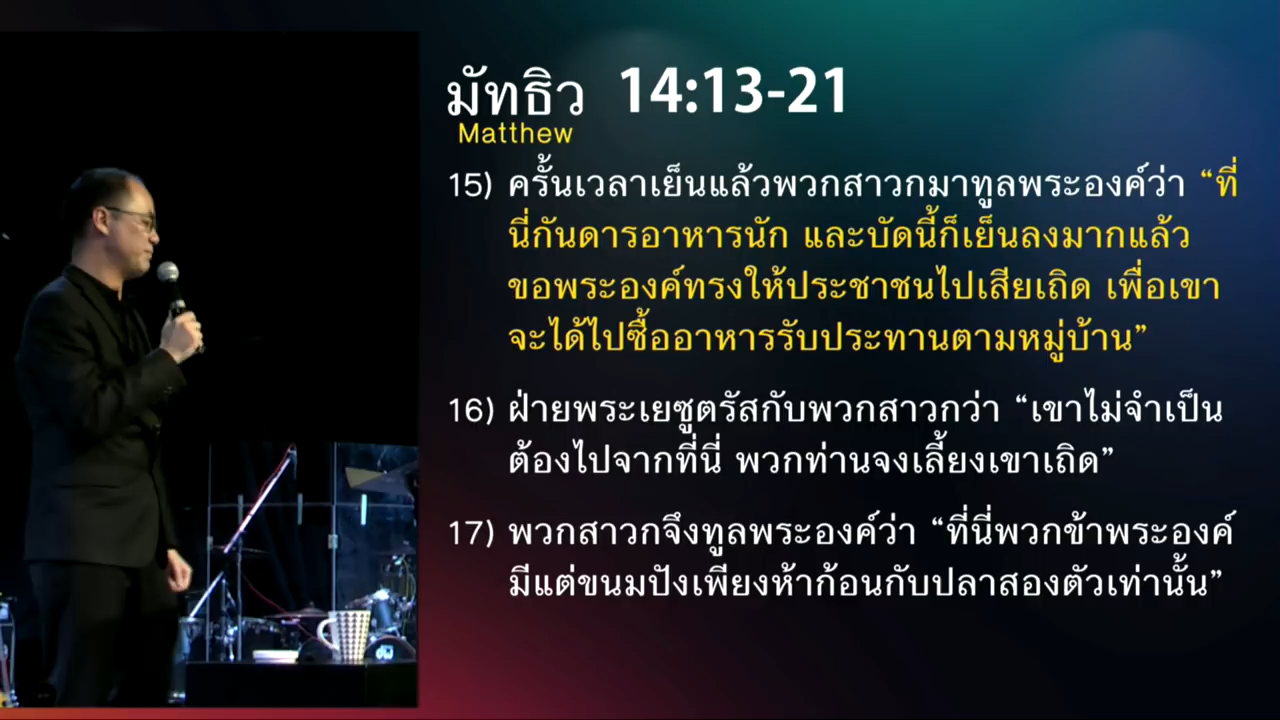 มัทธิว 14:13-21
Matthew
15) ครั้นเวลาเย็นแล้วพวกสาวกมาทูลพระองค์ว่า “ที่
นี่กันดารอาหารนัก และบัดนี้ก็เย็นลงมากแล้ว
ขอพระองค์ทรงให้ประชาชนไปเสียเถิด เพื่อเขา
จะได้ไปซื้ออาหารรับประทานตามหมู่บ้าน”
16) ฝ่ายพระเยซูตรัสกับพวกสาวกว่า “เขาไม่จำเป็น
ต้องไปจากที่นี่ พวกท่านจงเลี้ยงเขาเถิด”
17) พวกสาวกจึงทูลพระองค์ว่า “ที่นี่พวกข้าพระองค์
มีแต่ขนมปังเพียงห้าก้อนกับปลาสองตัวเท่านั้น”